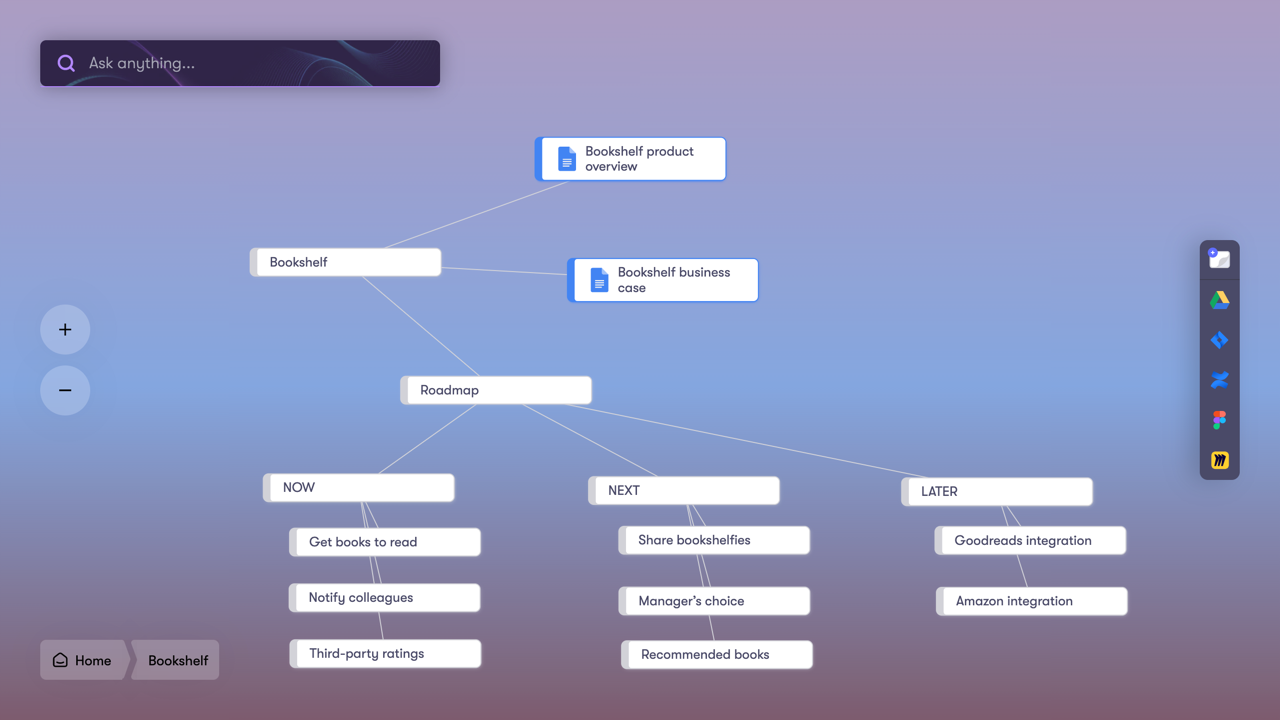 Ask anything...
Bookshelf product
overview
Bookshelf
Bookshelf business
case
+
−
Roadmap
NOW
NEXT
LATER
Get books to read
Share bookshelfies
Goodreads integration
Notify colleagues
Manager’s choice
Amazon integration
Third-party ratings
Recommended books
Home
Bookshelf